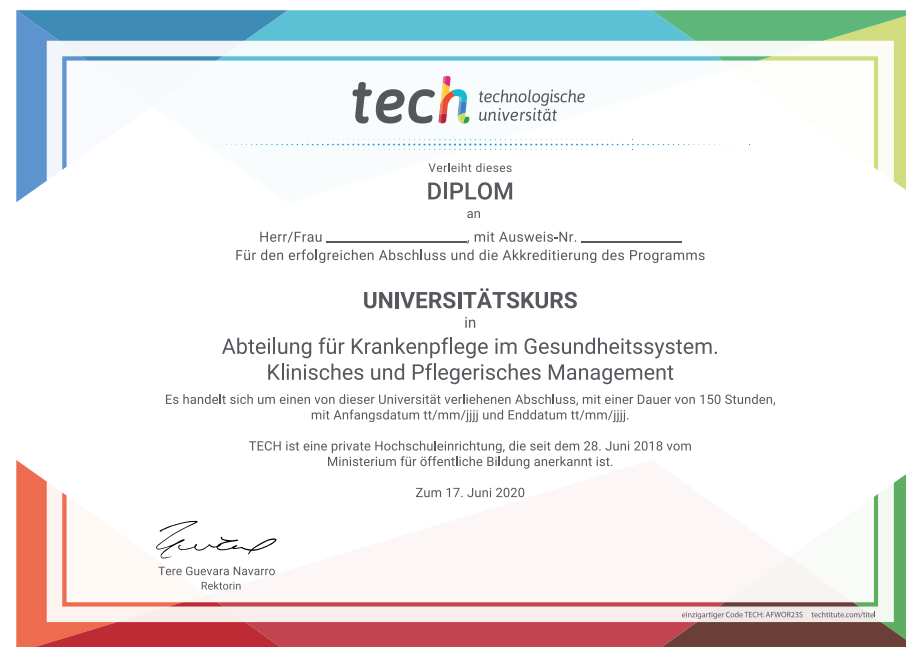 tech technologische
universität
Verleiht dieses
DIPLOM
an
Herr/Frau ____________, mit Ausweis-Nr. ____________
Für den erfolgreichen Abschluss und die Akkreditierung des Programms
UNIVERSITÄTSKURS
in
Abteilung für Krankenpflege im Gesundheitssystem.
Klinisches und Pflegerisches Management
Es handelt sich um einen von dieser Universität verliehenen Abschluss, mit einer Dauer von 150 Stunden,
mit Anfangsdatum tt/mm/jjjj und Enddatum tt/mm/jjjj.
TECH ist eine private Hochschuleinrichtung, die seit dem 28. Juni 2018 vom
Ministerium für öffentliche Bildung anerkannt ist.
Zum 17. Juni 2020
Tere Guevara Navarro
Rektorin
einzigartiger Code TECH: AFWOR23S techtitute.com/titel